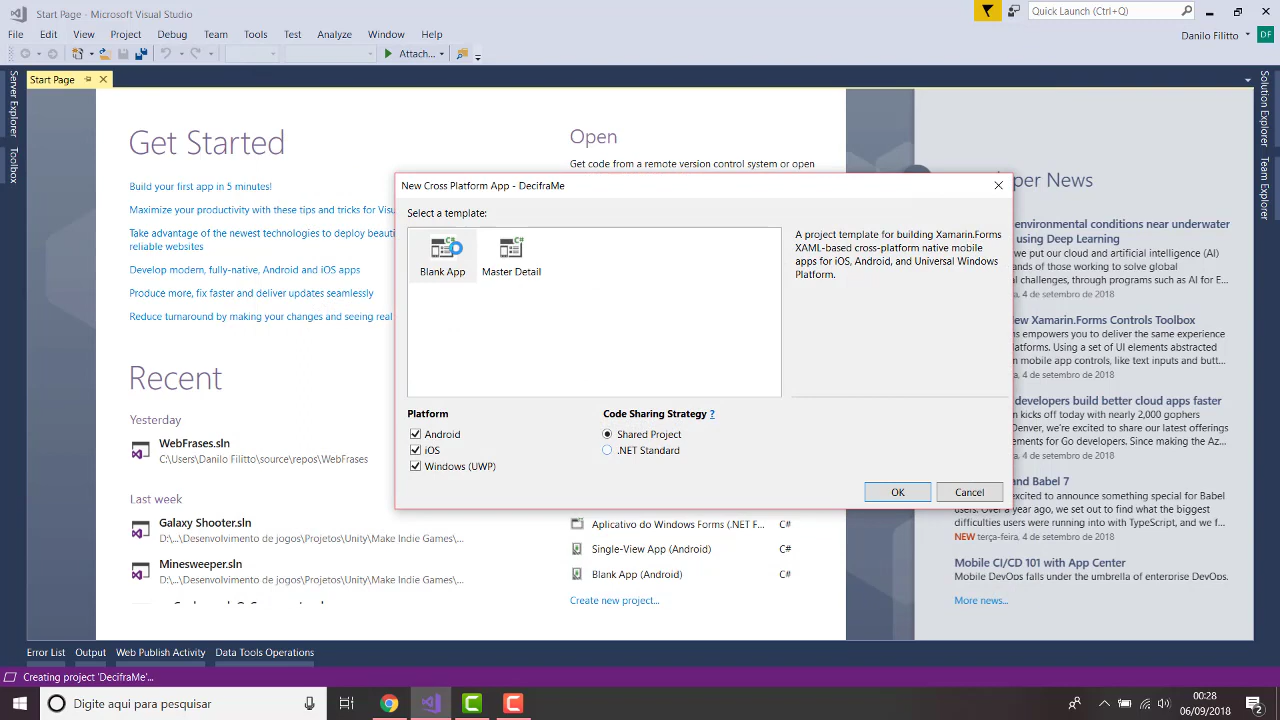 Start Page - Microsoft Visual Studio
Quick Launch (Ctrl+Q)
File Edit View Project Debug Team Tools Test Analyze Window Help
Danilo Filitto DF
Attach...
Server Explorer
Toolbox
Start Page
Solution Explorer
Team Explorer
Get Started
Build your first app in 5 minutes!
Maximize your productivity with these tips and tricks for Visu
Take advantage of the newest technologies to deploy beauti
reliable websites
Develop modern, fully-native, Android and iOS apps
Produce more, fix faster and deliver updates seamlessly
Reduce turnaround by making your changes and seeing real
Recent
Yesterday
WebFrases.sln
C:\Users\Danilo Filitto\source\repos\WebFrases
Last week
Galaxy Shooter.sln
D:\...\Desenvolvimento de jogos\Projetos\Unity\Make Indie Games\...
Minesweeper.sln
D:\...\Desenvolvimento de jogos\Projetos\Unity\Make Indie Games\...
Open
Get code from a remote version control system or open
New Cross Platform App - DecifraMe
Select a template:
Blank App
Master Detail
A project template for building Xamarin.Forms
XAML-based cross-platform native mobile
apps for iOS, Android, and Universal Windows
Platform.
Platform
Android
iOS
Windows (UWP)
Code Sharing Strategy ?
Shared Project
.NET Standard
OK
Cancel
Aplicativo do Windows Forms (.NET F... C#
Single-View App (Android) C#
Blank App (Android) C#
Create new project...
per News
environmental conditions near underwater
using Deep Learning
we put our cloud and artificial intelligence (AI)
ands of those working to solve global
l challenges, through programs such as AI for E...
, 4 de setembro de 2018
ew Xamarin.Forms Controls Toolbox
ms empowers you to deliver the same experience
latforms. Using a set of UI elements abstracted
n mobile app controls, like text inputs and butt...
ira, 4 de setembro de 2018
developers build better cloud apps faster
n kicks off today with nearly 2,000 gophers
Denver, we're excited to share our latest offerings
f investments for Go developers. Since making the Az...
, 4 de setembro de 2018
nd Babel 7
excited to announce something special for Babel
users. Over a year ago, we set out to find what the biggest
difficulties users were running into with TypeScript, and we f...
NEW terça-feira, 4 de setembro de 2018
Mobile CI/CD 101 with App Center
Mobile DevOps falls under the umbrella of enterprise DevOps.
More news...
Error List Output Web Publish Activity Data Tools Operations
Creating project 'DecifraMe'...
Digite aqui para pesquisar
00:28
06/09/2018
2